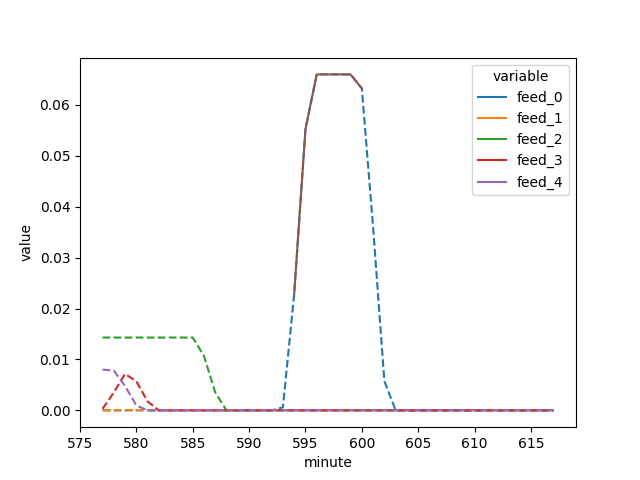 variable
feed_0
feed_1
feed_2
feed_3
feed_4
value
0.06
0.05
0.04
0.03
0.02
0.01
0.00
575 580 585 590 595 600 605 610 615
minute